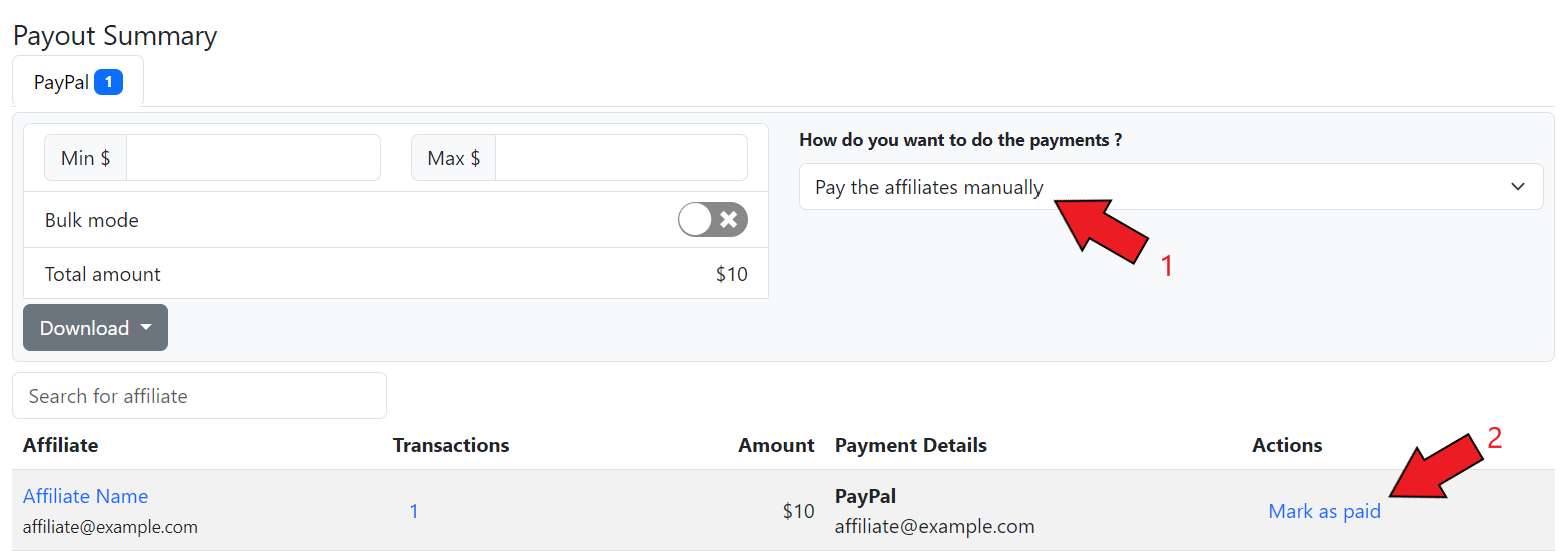 Payout Summary
PayPal 1
Min $
Max $
Bulk mode
Total amount $10
Download
How do you want to do the payments ?
Pay the affiliates manually
1
Search for affiliate
Affiliate Transactions Amount Payment Details Actions
2
Affiliate Name 1 $10 PayPal Mark as paid
affiliate@example.com affiliate@example.com